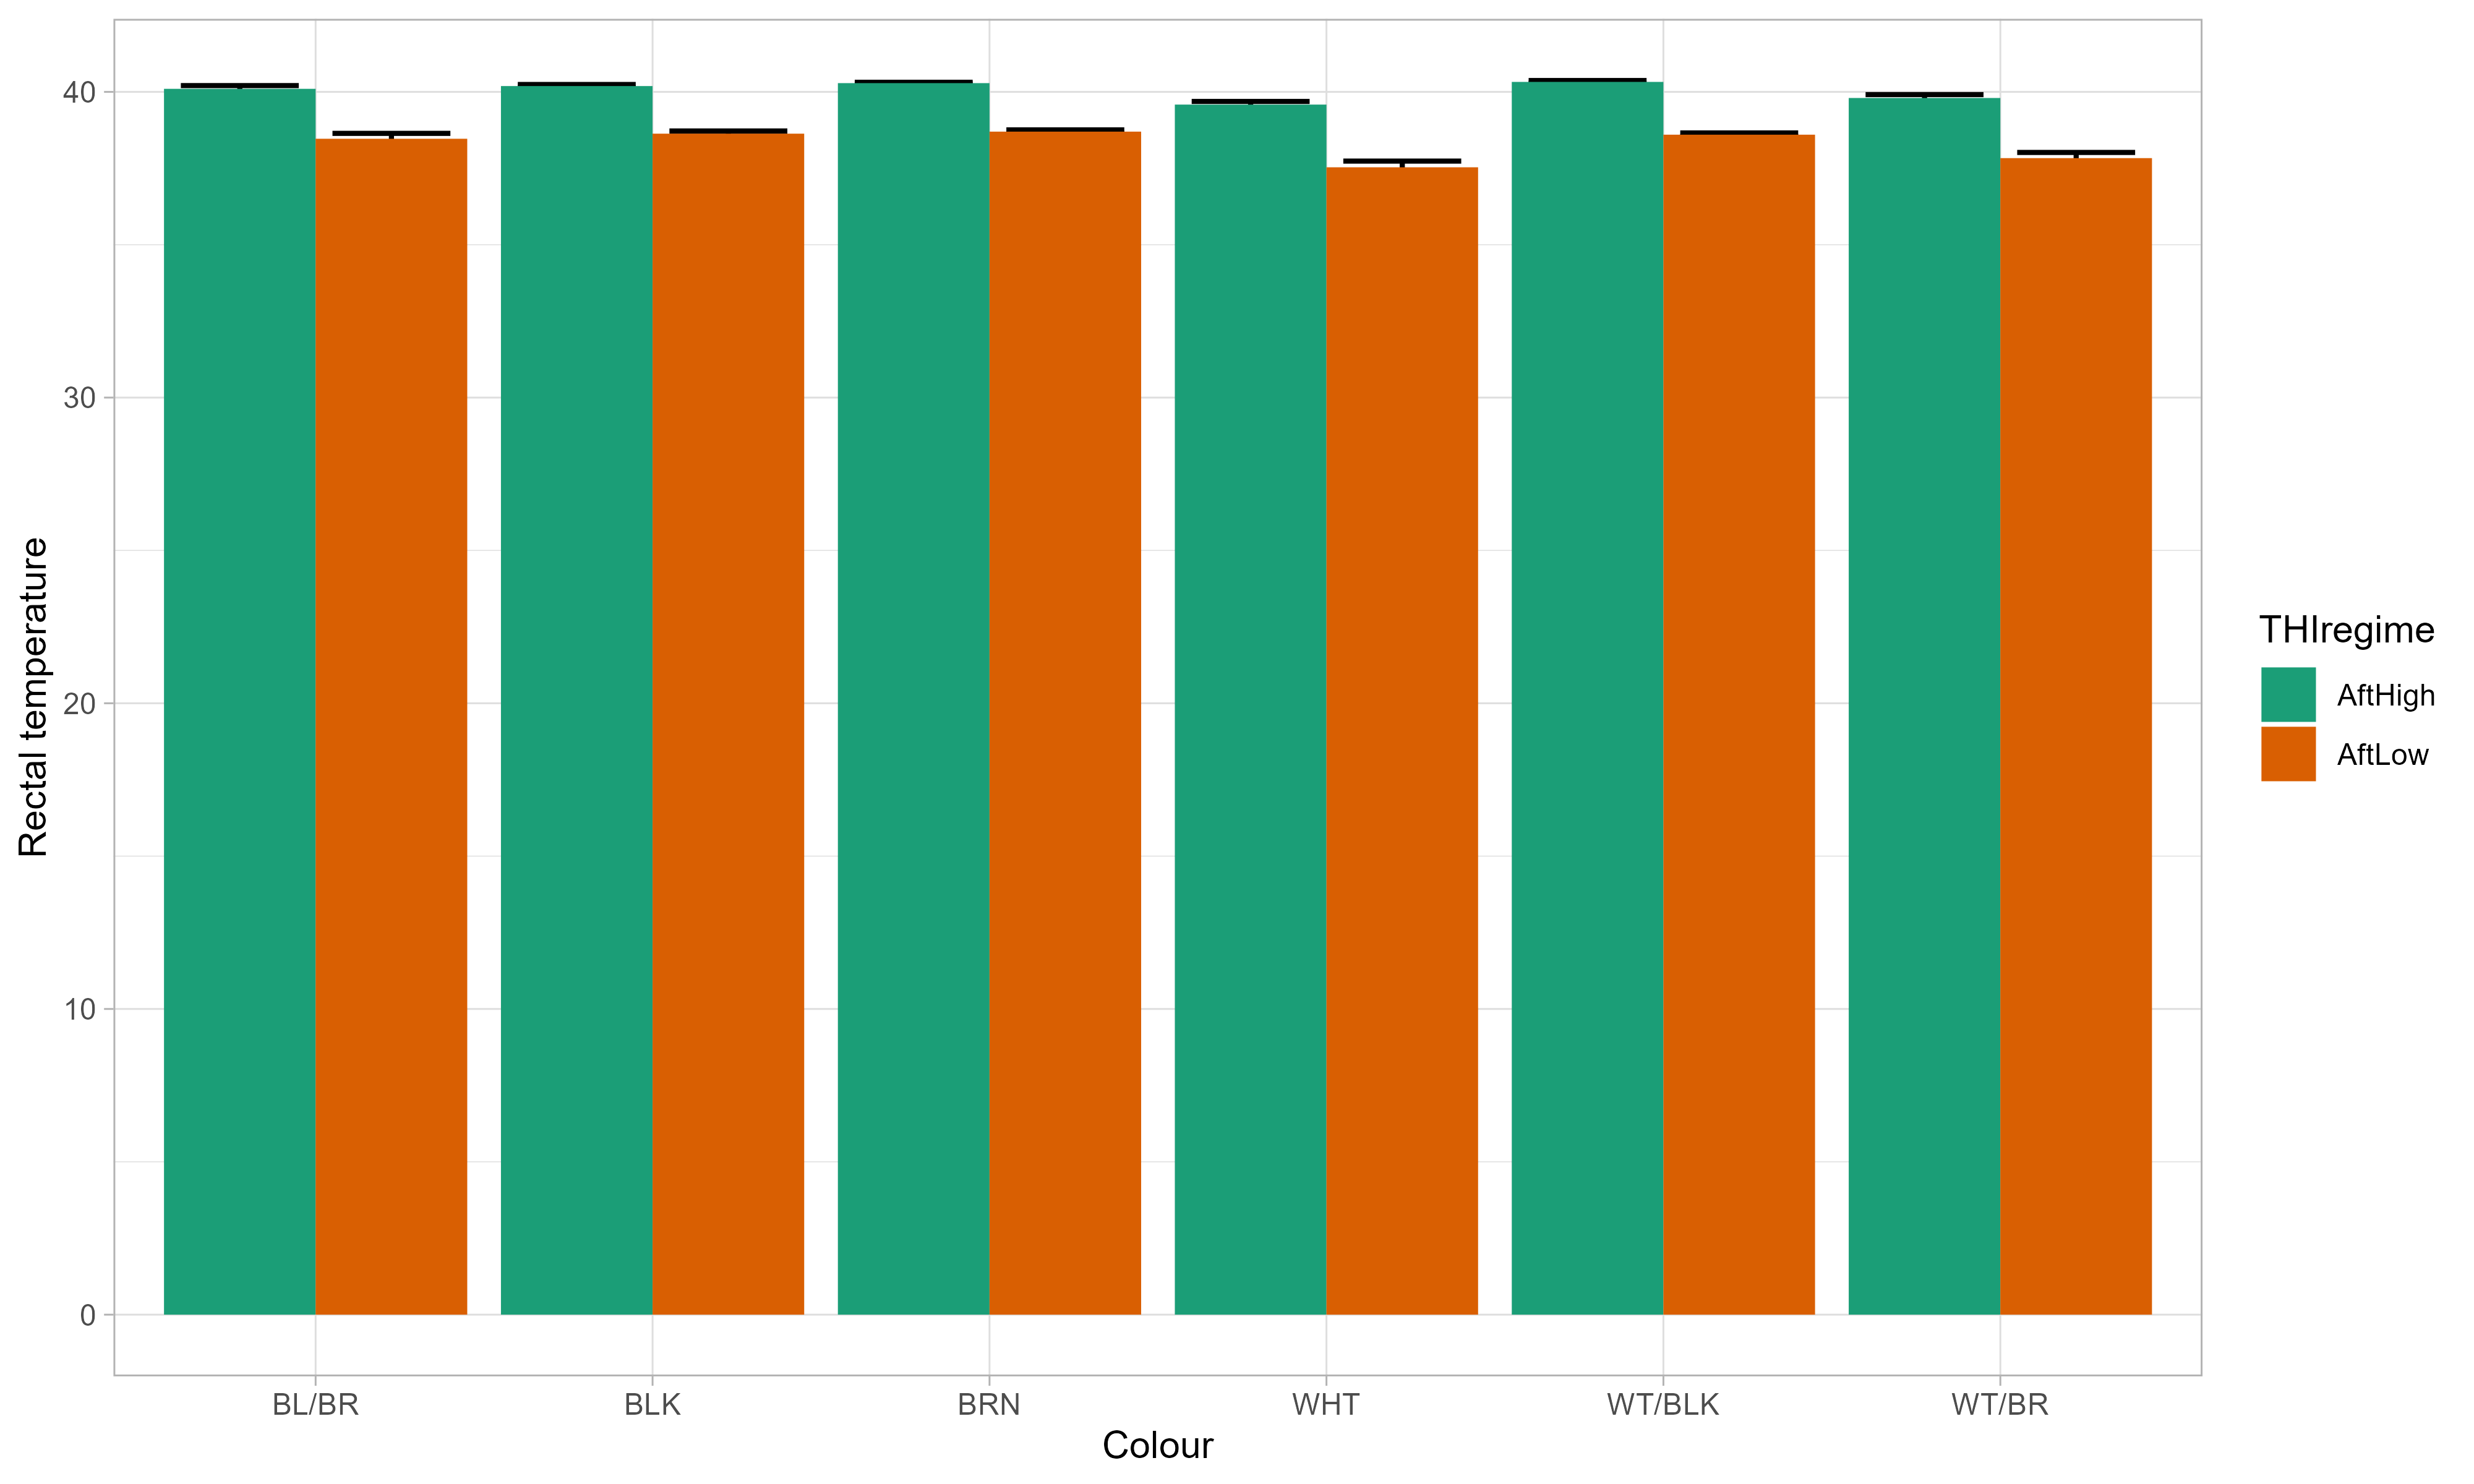 40
30
20
10
0
Rectal temperature
BL/BR
BLK
BRN
WHT
WT/BLK
WT/BR
Colour
THIregime
AftHigh
AftLow